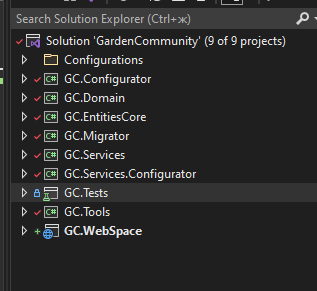 Search Solution Explorer (Ctrl+ж)
Solution 'GardenCommunity' (9 of 9 projects)
Configurations
C# GC.Configurator
C# GC.Domain
C# GC.EntitiesCore
C# GC.Migrator
C# GC.Services
C# GC.Services.Configurator
GC.Tests
C# GC.Tools
GC.WebSpace